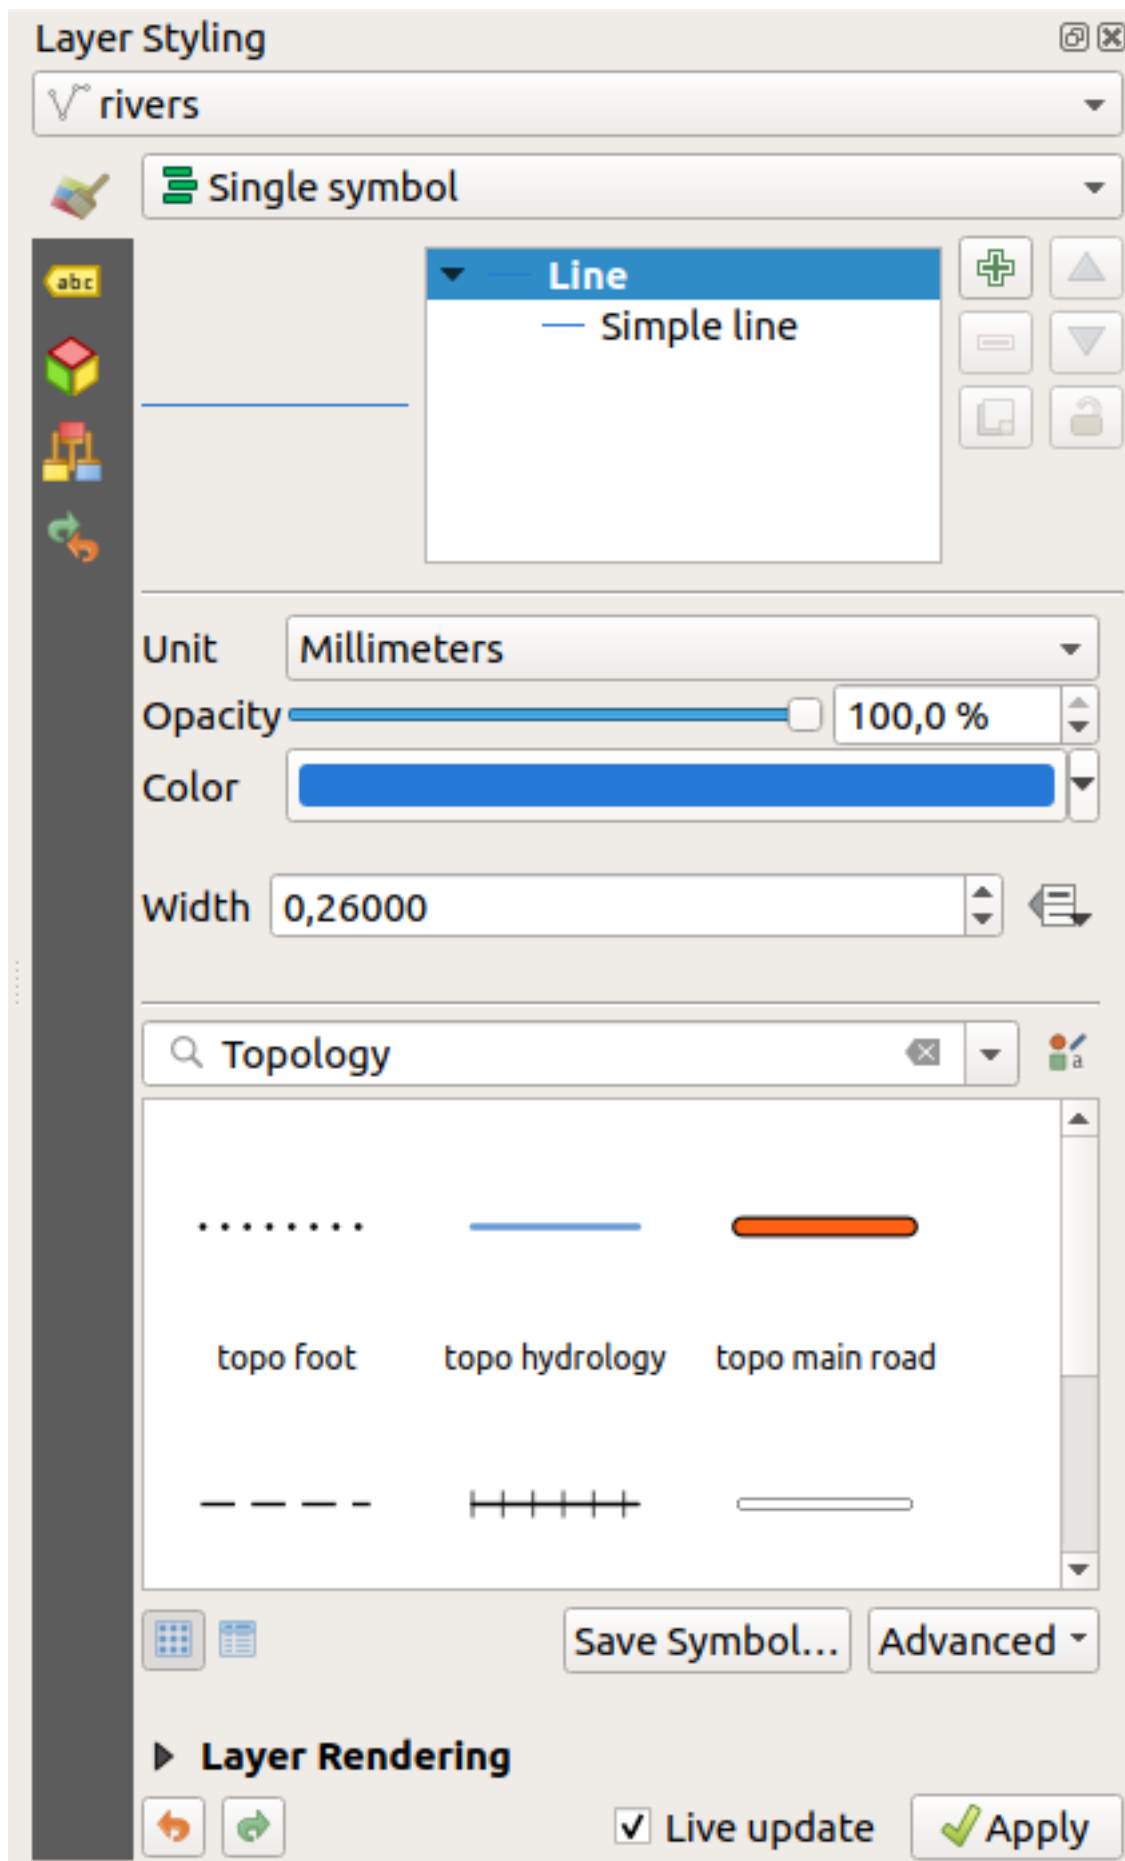 Layer Styling
rivers
Single symbol
abc
Line
Simple line
Unit Millimeters
Opacity 100,0 %
Color
Width 0,26000
Topology
a
topo foot topo hydrology topo main road
Save Symbol... Advanced
Layer Rendering
Live update Apply